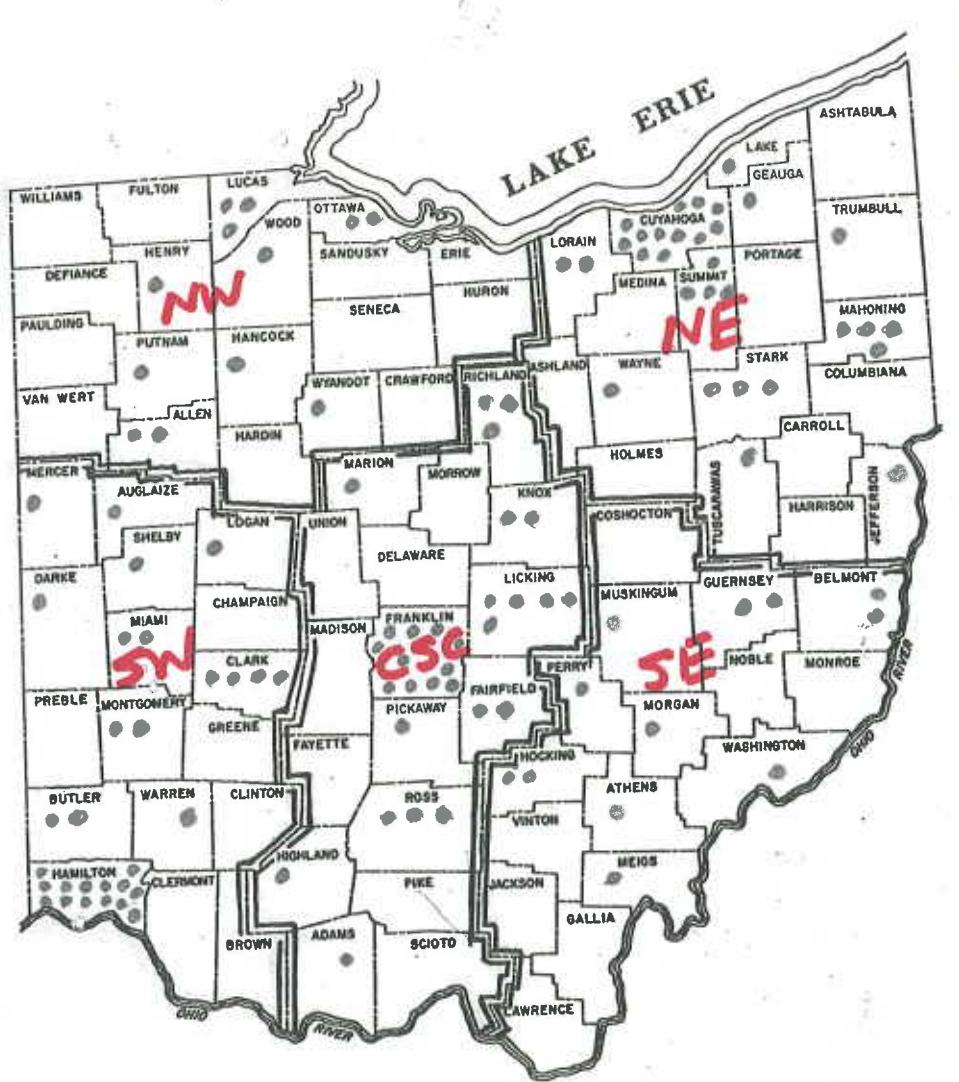 LAKE ERIE
ASHTABULA
LAKE
GEAUGA
WILLIAMS
FULTON
LUCAS
OTTAWA
WOOD
CUYAHOGA
TRUMBULL
LORAIN
HENRY
SANDUSKY
ERIE
DEFIANCE
MEDINA
SUMMIT
PORTAGE
NW
HURON
SENECA
NE
MAHONING
PAULDING
PUTNAM
HANCOCK
STARK
WYANDOT
CRAWFORD
RICHLAND
ASHLAND
WAYNE
COLUMBIANA
VAN WERT
ALLEN
HARDIN
CARROLL
MERCER
MARION
MORROW
HOLMES
AUGLAIZE
KNOX
TUSCARAWAS
HARRISON
JEFFERSON
LOGAN
UNION
COSHOCTON
SHELBY
DELAWARE
DARKE
LICKING
GUERNSEY
BELMONT
CHAMPAIGN
MUSKINGUM
MIAMI
MADISON
FRANKLIN
SW
CSC
SE
CLARK
PERRY
NOBLE
MONROE
PREBLE
MONTGOMERY
FAIRFIELD
PICKAWAY
MORGAN
GREENE
FAYETTE
WASHINGTON
OHIO RIVER
HOCKING
BUTLER
WARREN
CLINTON
ROSS
ATHENS
VINTON
HIGHLAND
MEIGS
HAMILTON
CLERMONT
PIKE
JACKSON
GALLIA
BROWN
ADAMS
SCIOTO
LAWRENCE
OHIO RIVER